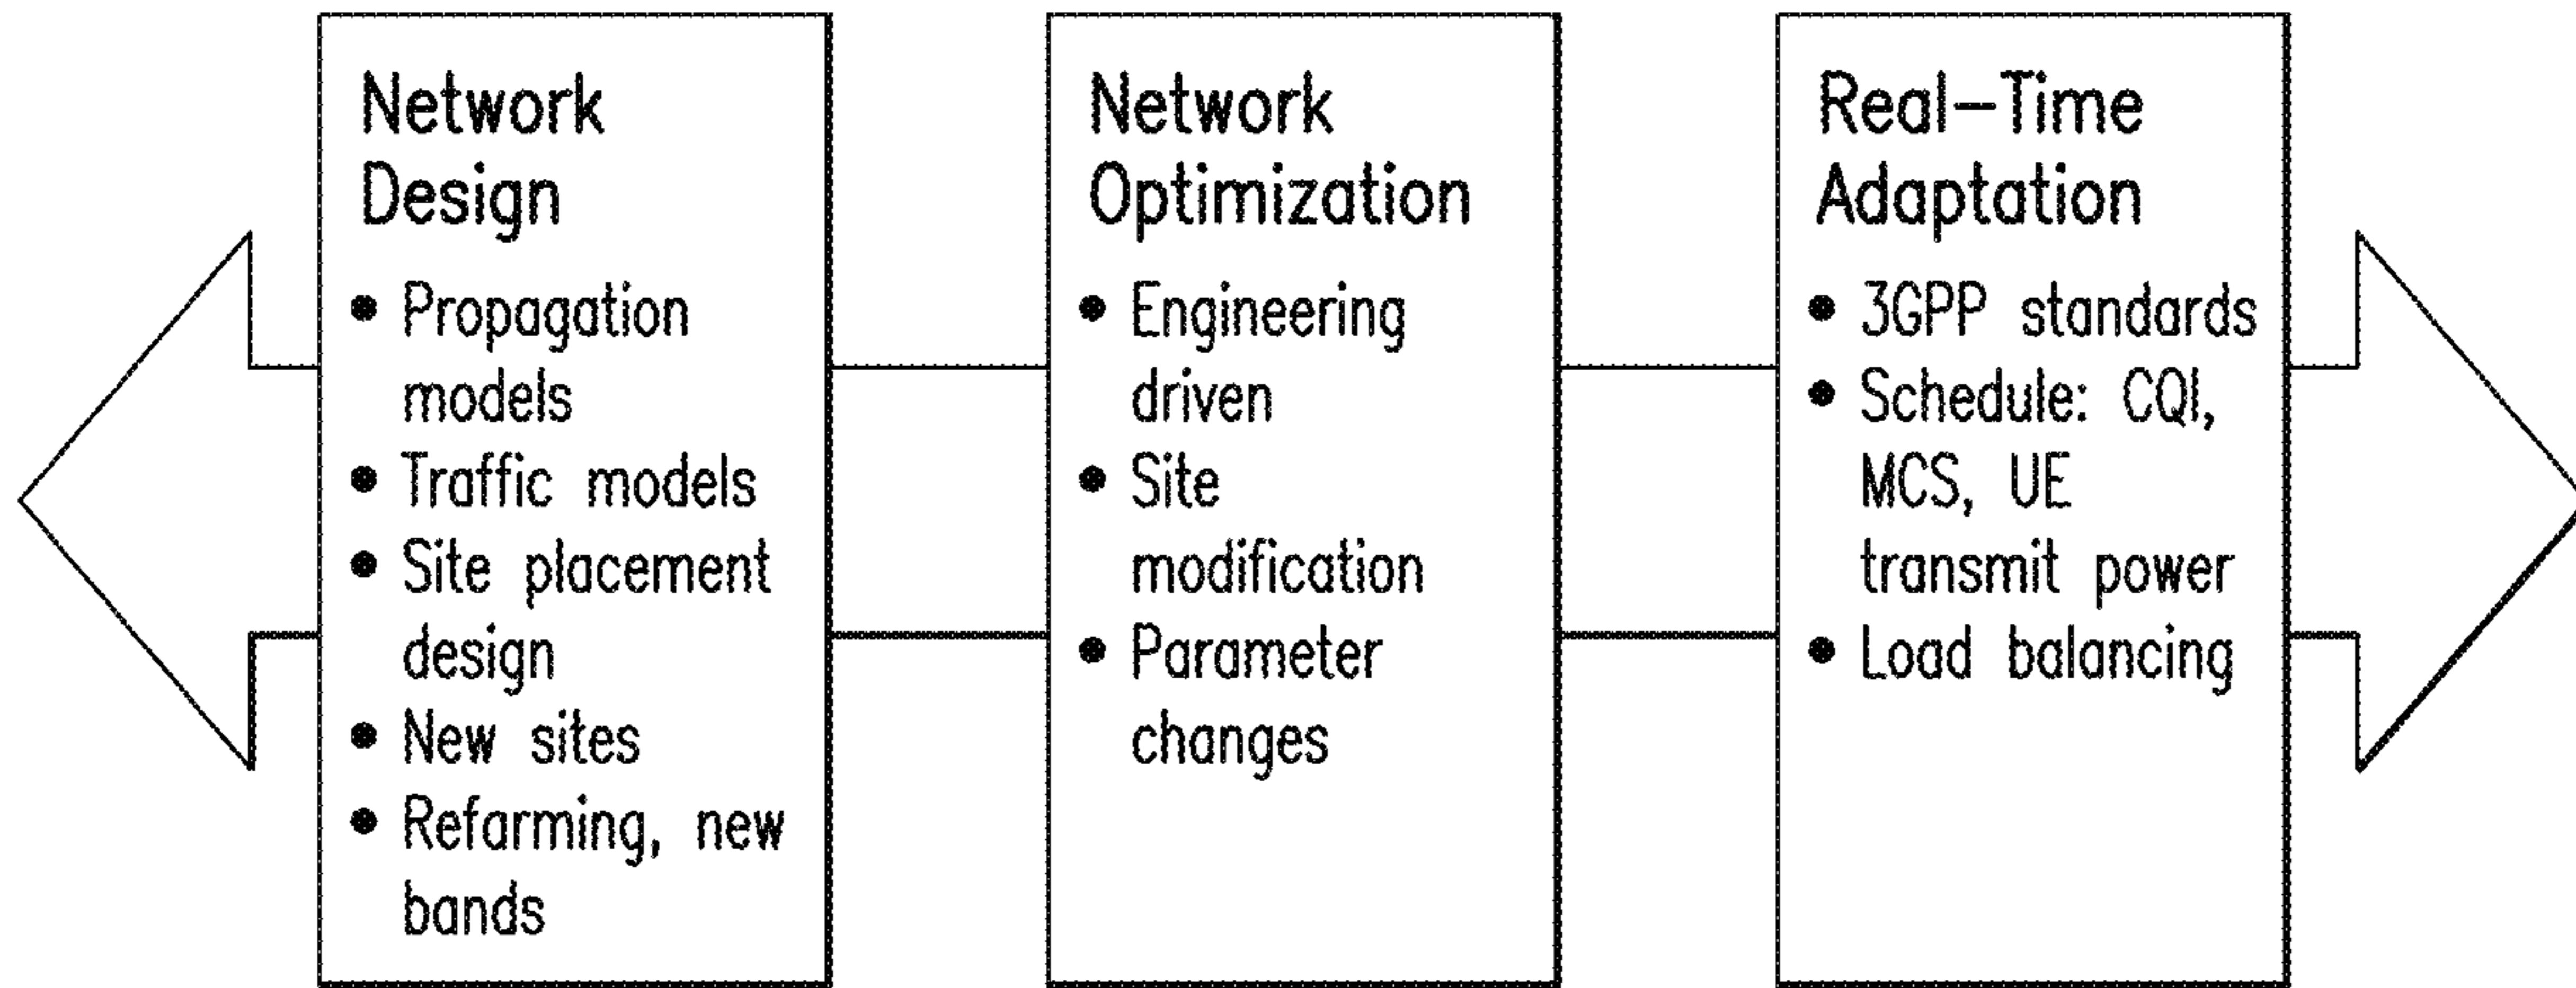 Network
Design
• Propagation
models
• Traffic models
• Site placement
design
• New sites
• Refarming, new
bands
Network
Optimization
• Engineering
driven
• Site
modification
• Parameter
changes
Real-Time
Adaptation
• 3GPP standards
• Schedule: CQI,
MCS, UE
transmit power
• Load balancing